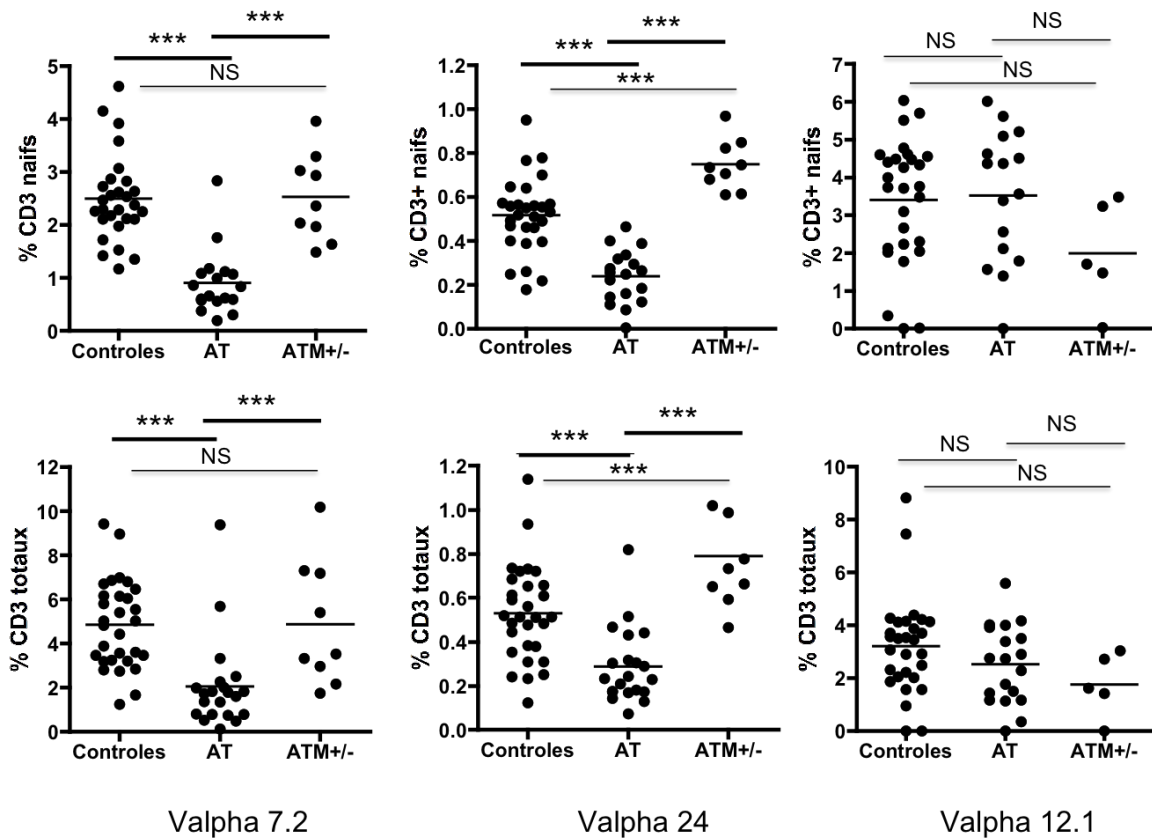 ***
***
NS
% CD3 naifs
5
4
3
2
1
0
Controles AT ATM+/-
***
***
***
% CD3+ naifs
1.2
1.0
0.8
0.6
0.4
0.2
0.0
Controles AT ATM+/-
NS
NS
NS
% CD3+ naifs
7
6
5
4
3
2
1
0
Controles AT ATM+/-
***
***
NS
% CD3 totaux
12
10
8
6
4
2
0
Controles AT ATM+/-
***
***
***
% CD3 totaux
1.2
1.0
0.8
0.6
0.4
0.2
0.0
Controles AT ATM+/-
NS
NS
NS
% CD3 totaux
10
8
6
4
2
0
Controles AT ATM+/-
Valpha 7.2 Valpha 24 Valpha 12.1